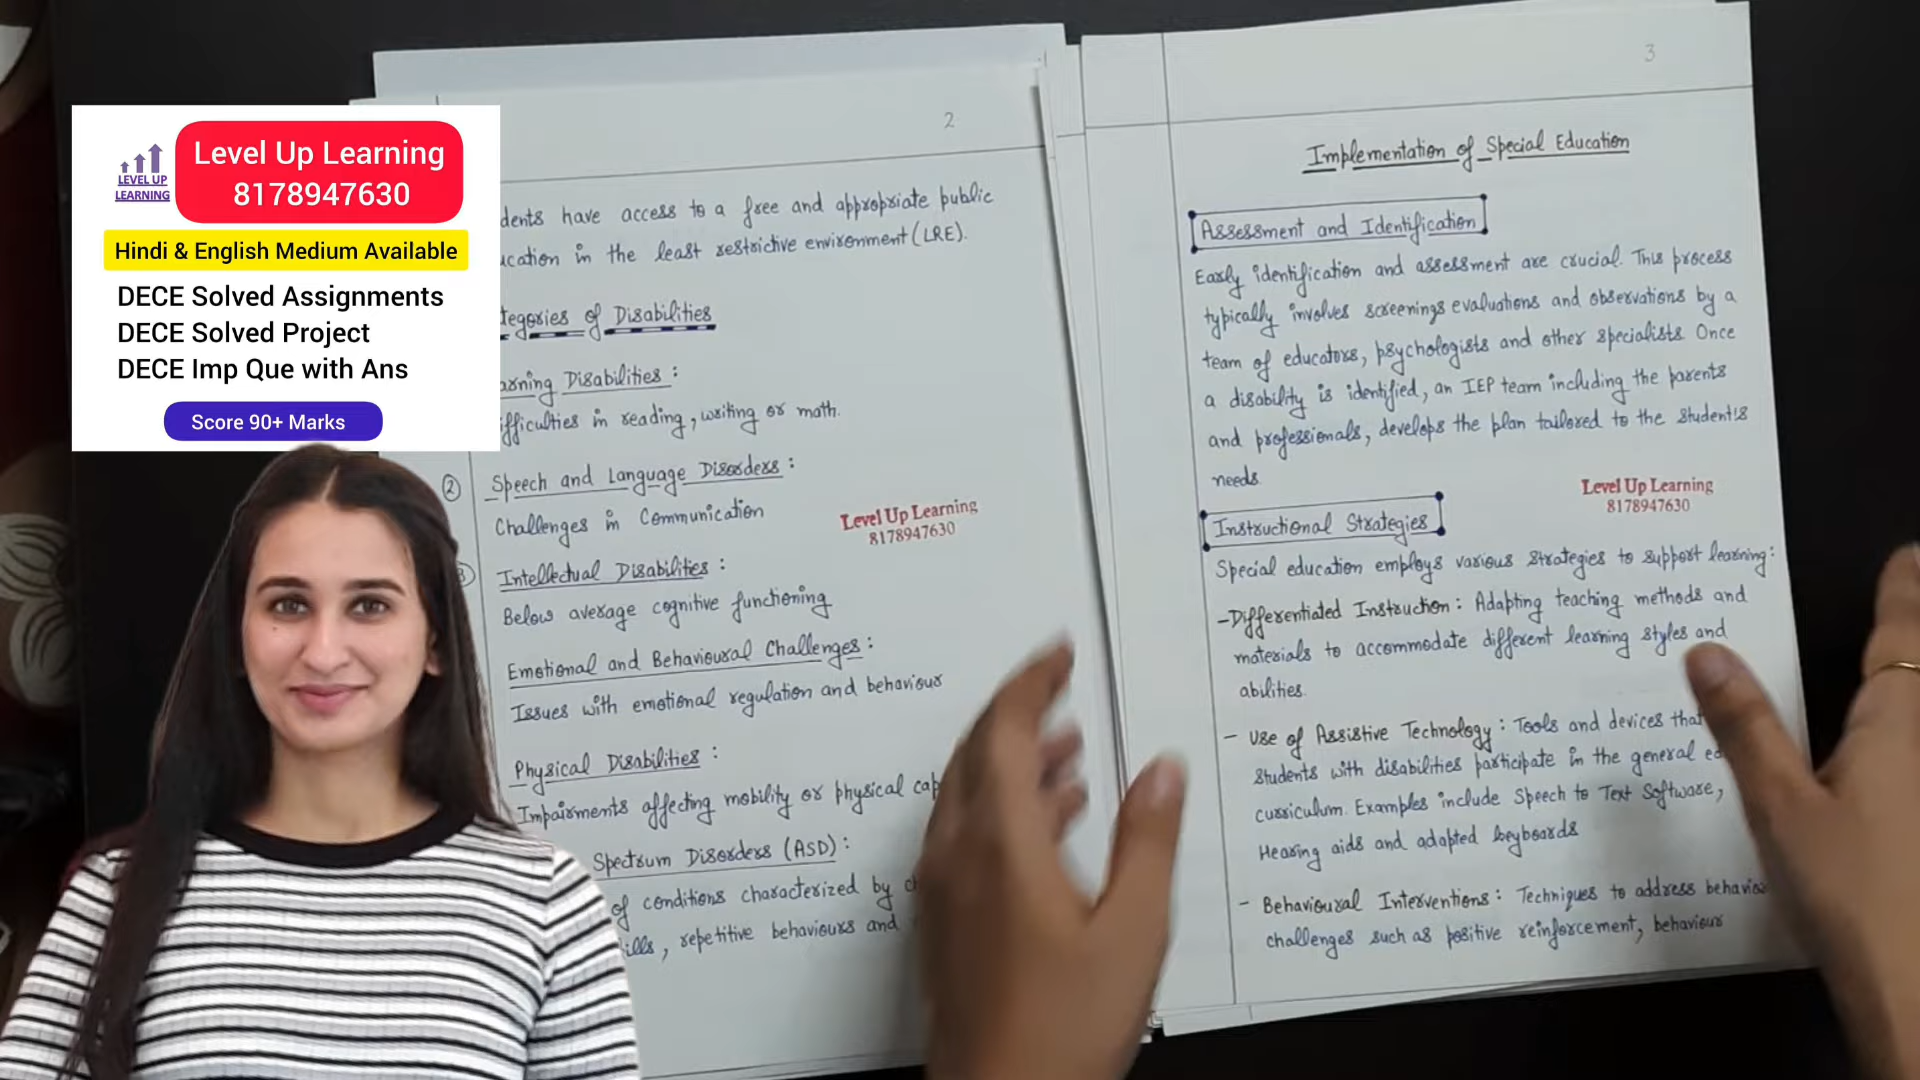 LEVEL UP
LEARNING
Level Up Learning
8178947630
Hindi & English Medium Available
DECE Solved Assignments
DECE Solved Project
DECE Imp Que with Ans
Score 90+ Marks
2
dents have access to a free and appropriate public
ucation in the least restrictive environment (LRE).
tegories of Disabilities
arning Disabilities :
fficulties in reading, writing or math.
② Speech and Language Disorders :
Challenges in Communication
Level Up Learning
8178947630
Intellectual Disabilities :
Below average cognitive functioning
Emotional and Behavioural Challenges :
Issues with emotional regulation and behaviour
Physical Disabilities :
Impairments affecting mobility or physical cap
Spectrum Disorders (ASD) :
of conditions characterized by ch
ills, repetitive behaviours and
3
Implementation of Special Education
Assessment and Identification
Early identification and assessment are crucial. This process
typically involves screenings evaluations and observations by a
team of educators, psychologists and other specialists. Once
a disability is identified, an IEP team including the parents
and professionals, develops the plan tailored to the student's
needs.
Level Up Learning
8178947630
Instructional Strategies
Special education employs various strategies to support learning:
- Differentiated Instruction : Adapting teaching methods and
materials to accommodate different learning styles and
abilities.
- Use of Assistive Technology : Tools and devices that
students with disabilities participate in the general ed
curriculum. Examples include Speech to Text Software,
Hearing aids and adapted keyboards
- Behavioural Interventions : Techniques to address behaviou
challenges such as positive reinforcement, behaviour